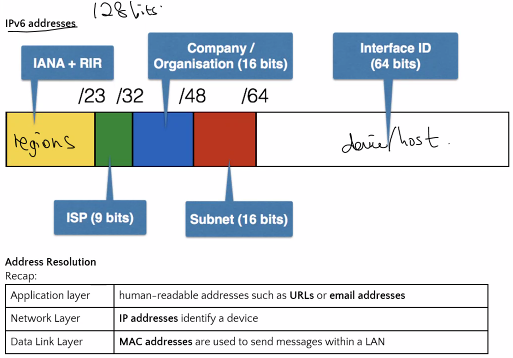 128 bits.
IPv6 addresses
IANA + RIR
Company /
Organisation (16 bits)
Interface ID
(64 bits)
/23 /32 /48 /64
regions
device/host.
ISP (9 bits)
Subnet (16 bits)
Address Resolution
Recap:
Application layer human-readable addresses such as URLs or email addresses
Network Layer IP addresses identify a device
Data Link Layer MAC addresses are used to send messages within a LAN